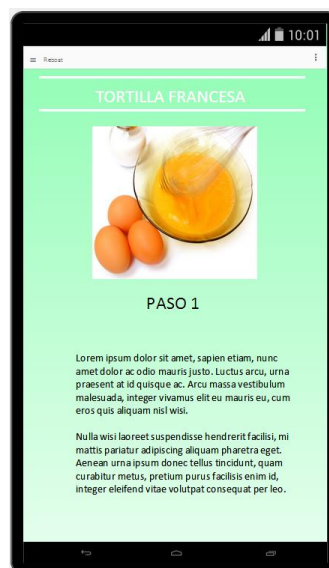 10:01
TORTILLA FRANCESA
PASO 1
Lorem ipsum dolor sit amet, sapien etiam, nunc
amet dolor ac odio mauris justo. Luctus arcu, urna
praesent at id quisque ac. Arcu massa vestibulum
malesuada, integer vivamus elit eu mauris eu, cum
eros quis aliquam nisl wisi.
Nulla wisi laoreet suspendisse hendrerit facilisi, mi
mattis pariatur adipiscing aliquam pharetra eget.
Aenean urna ipsum donec tellus tincidunt, quam
curabitur metus, pretium purus facilisis enim id,
integer eleifend vitae volutpat consequat per leo.